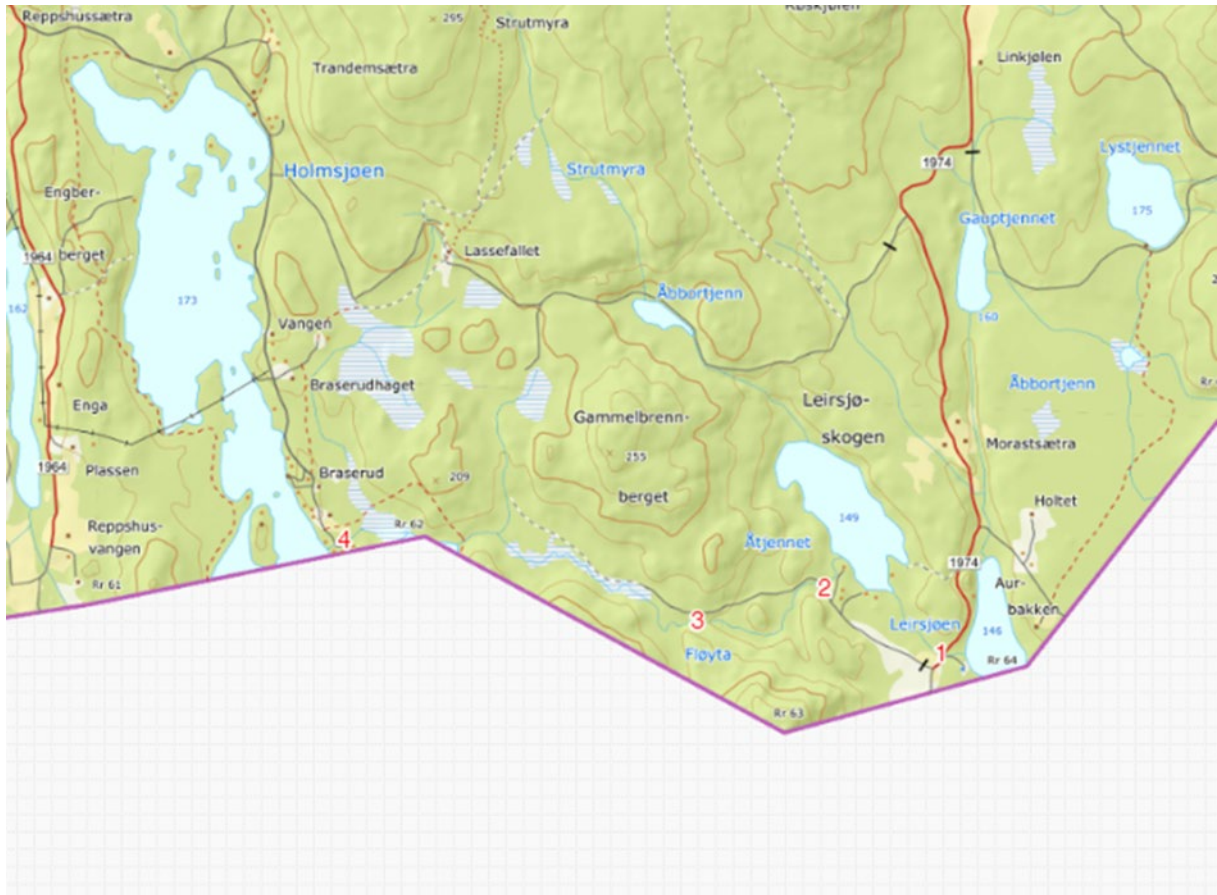 Reppshussætra
295
Strutmyra
Trandemsætra
Linkjølen
Holmsjøen
Strutmyra
1974
Lystjennet
Engber-
berget
175
Gauptjennet
1964
Lassefallet
162
173
Åbbortjenn
160
Vangen
Braserudhaget
Åbbortjenn
Enga
Gammelbrenn-
berget
Leirsjø-
skogen
Morastsætra
1964
Plassen
255
Braserud
209
Holtet
149
Reppshus-
vangen
Rr 62
4
Åtjennet
1974
Rr 61
2
Aur-
bakken
3
Leirsjøen
146
Fløyta
1
Rr 64
Rr 63